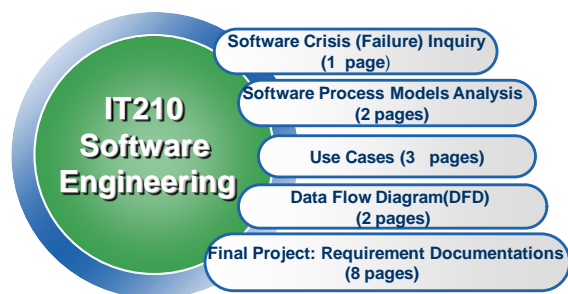 IT210
Software
Engineering
Software Crisis (Failure) Inquiry
(1 page)
Software Process Models Analysis
(2 pages)
Use Cases (3 pages)
Data Flow Diagram(DFD)
(2 pages)
Final Project: Requirement Documentations
(8 pages)